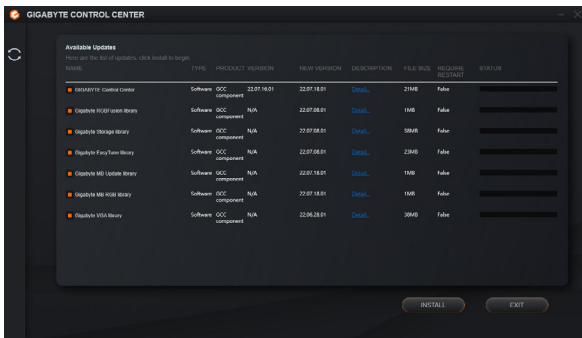 GIGABYTE CONTROL CENTER
Available Updates
Here are the list of updates, click install to begin
NAME TYPE PRODUCT VERSION NEW VERSION DESCRIPTION FILE SIZE REQUIRE RESTART STATUS
GIGABYTE Control Center Software GCC component 22.07.16.01 22.07.18.01 Detail... 21MB False
Gigabyte RGBFusion library Software GCC component N/A 22.07.08.01 Detail... 1MB False
Gigabyte Storage library Software GCC component N/A 22.07.08.01 Detail... 58MB False
Gigabyte EasyTune library Software GCC component N/A 22.07.06.01 Detail... 23MB False
Gigabyte MB Update library Software GCC component N/A 22.07.18.01 Detail... 1MB False
Gigabyte MB RGB library Software GCC component N/A 22.07.18.01 Detail... 1MB False
Gigabyte VGA library Software GCC component N/A 22.06.28.01 Detail... 30MB False
INSTALL EXIT